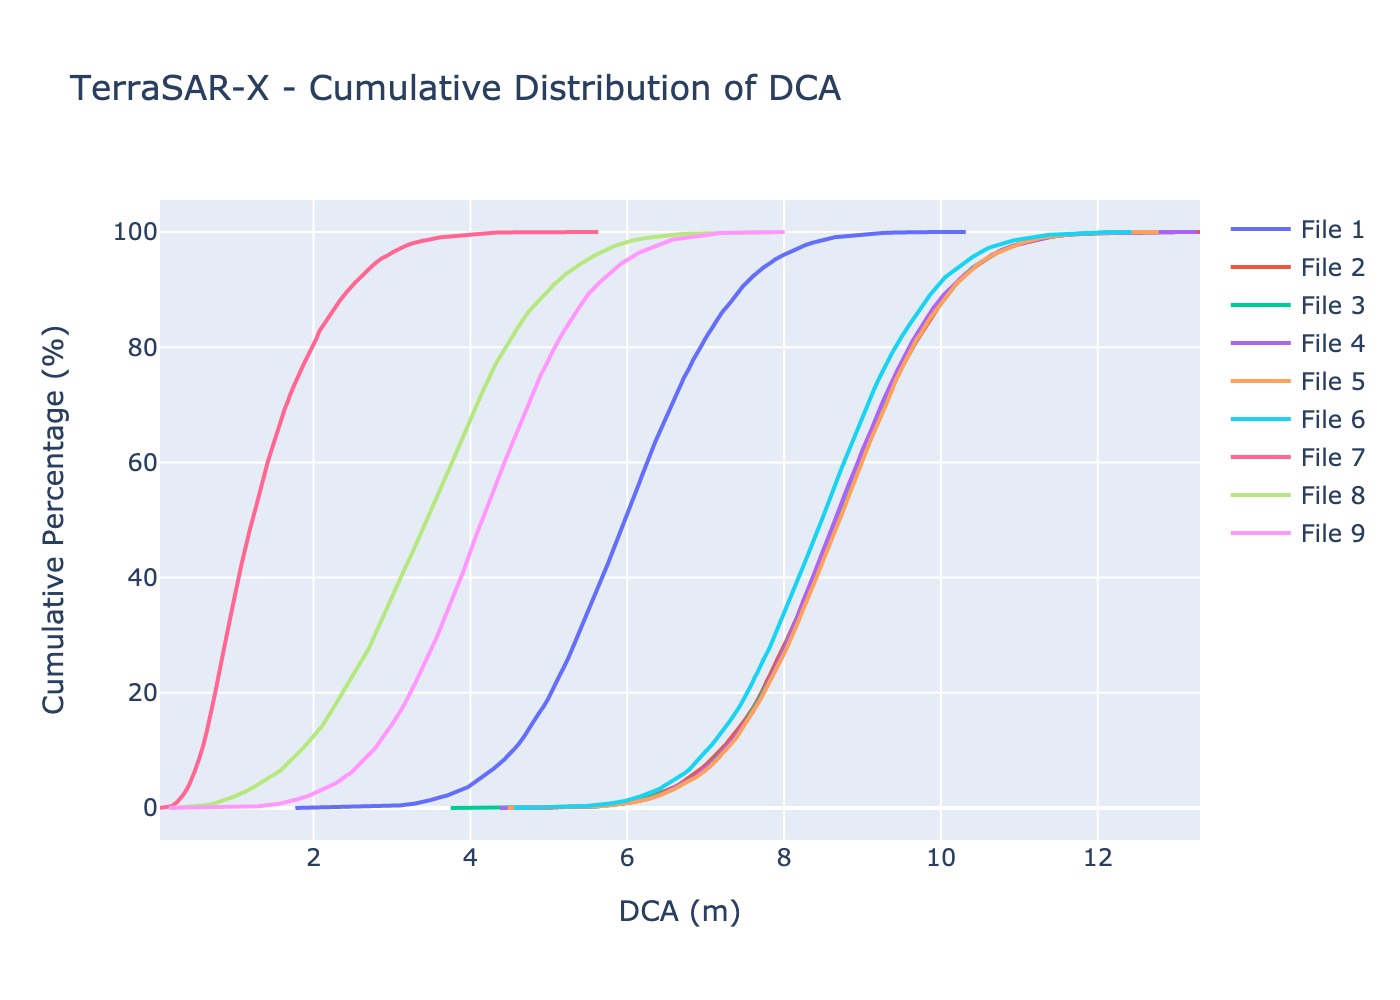 TerraSAR-X - Cumulative Distribution of DCA
Cumulative Percentage (%)
100
80
60
40
20
0
2 4 6 8 10 12
DCA (m)
File 1
File 2
File 3
File 4
File 5
File 6
File 7
File 8
File 9